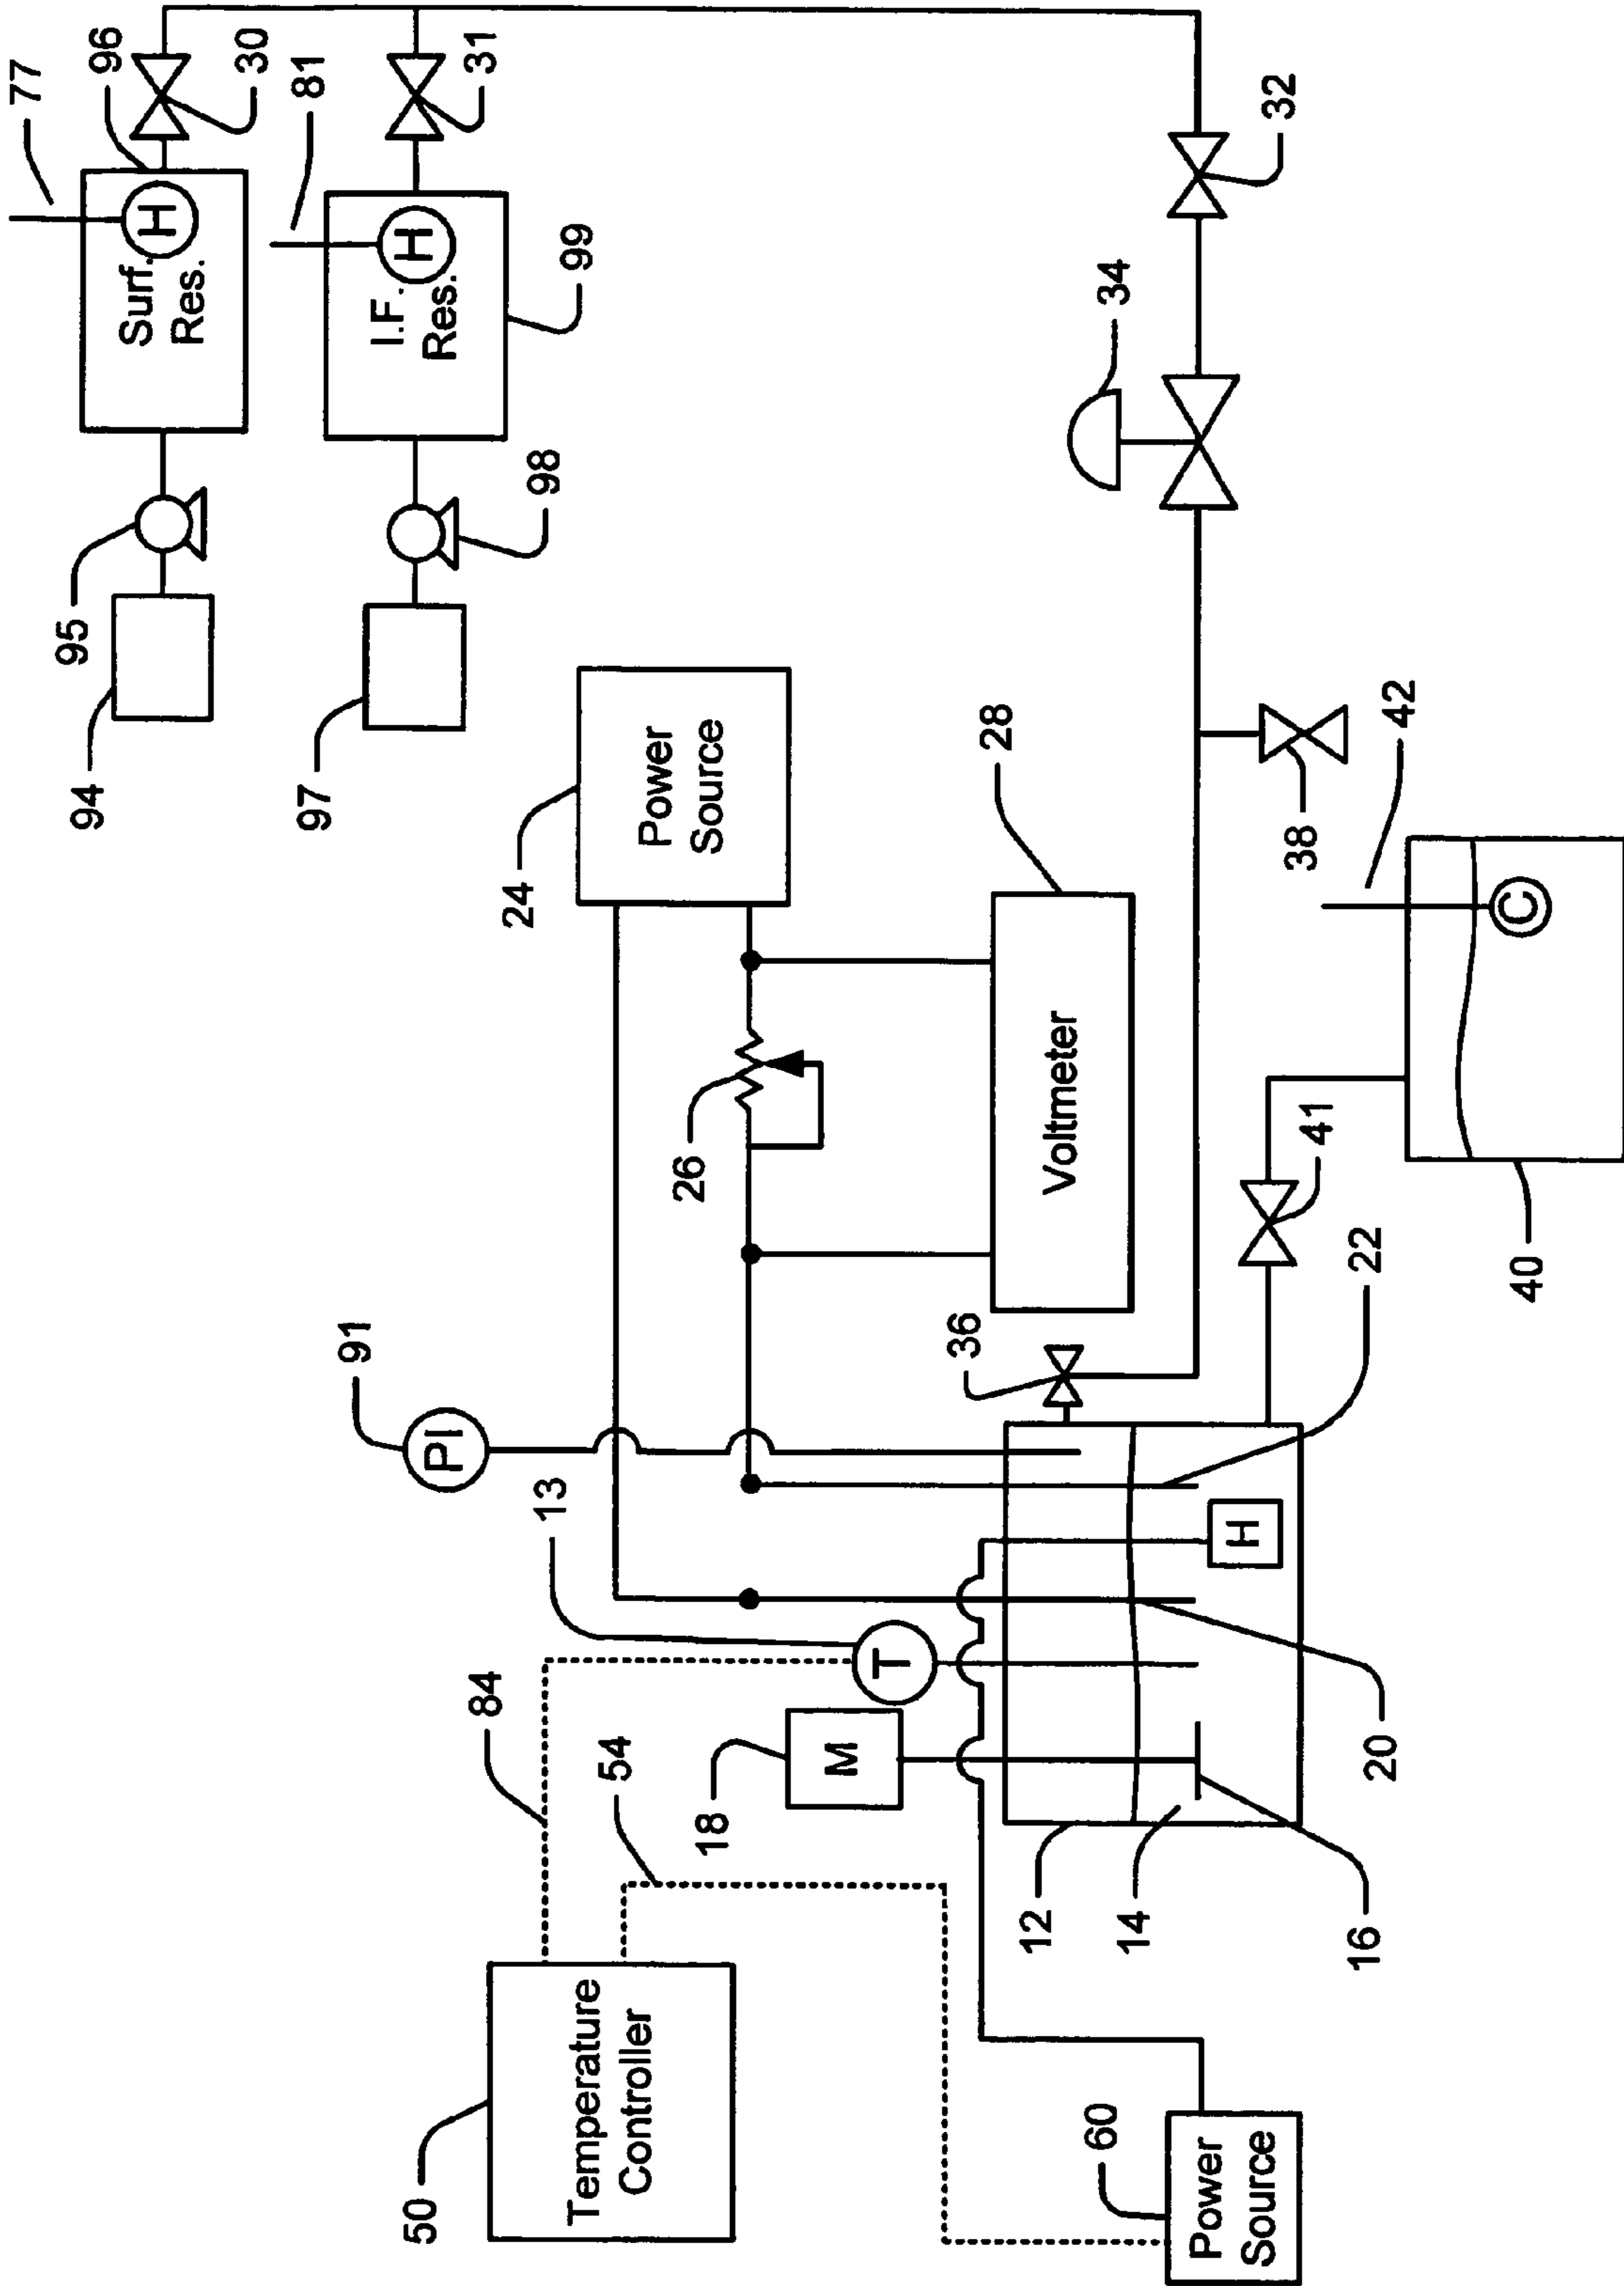 77
95
94
96
30
Surf.
Res.
H
97
81
I.F.
Res.
H
31
91
PI
50
84
13
24
98
99
Temperature
Controller
54
Power
Source
26
18
M
T
36
28
Voltmeter
12
34
60
14
Power
Source
H
32
38
41
16
20
22
42
C
40